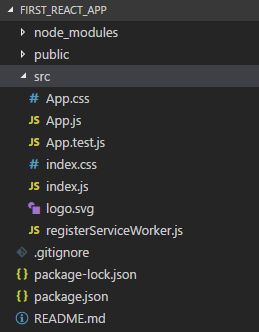 FIRST_REACT_APP
node_modules
public
src
# App.css
JS App.js
JS App.test.js
# index.css
JS index.js
logo.svg
JS registerServiceWorker.js
.gitignore
{ } package-lock.json
{ } package.json
README.md